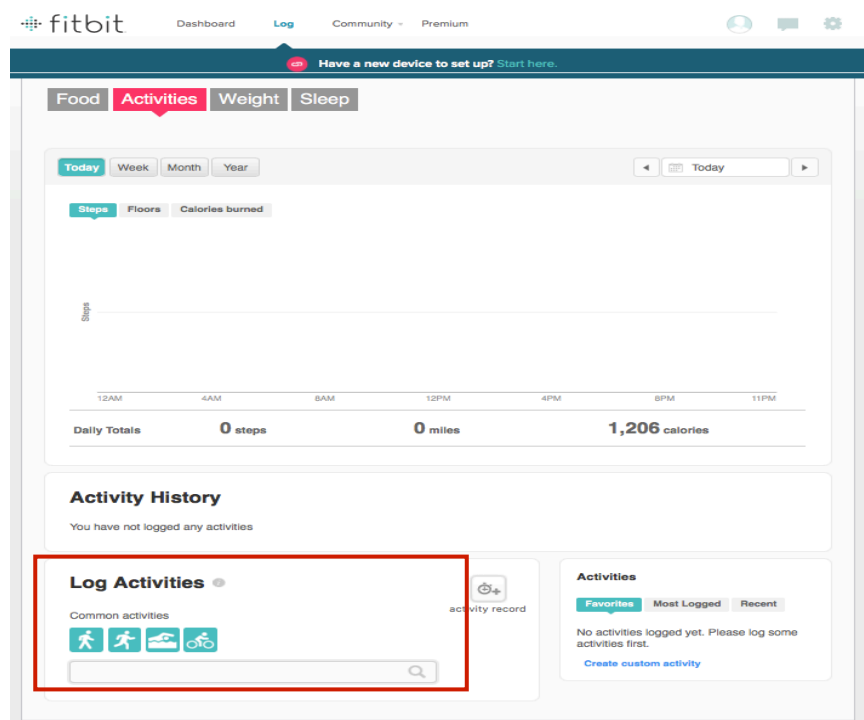 fitbit Dashboard Log Community Premium
Have a new device to set up? Start here.
Food Activities Weight Sleep
Today Week Month Year Today
Steps Floors Calories burned
Steps
12AM 4AM 8AM 12PM 4PM 8PM 11PM
Daily Totals 0 steps 0 miles 1,206 calories
Activity History
You have not logged any activities
Log Activities
Common activities
activity record
Activities
Favorites Most Logged Recent
No activities logged yet. Please log some
activities first.
Create custom activity